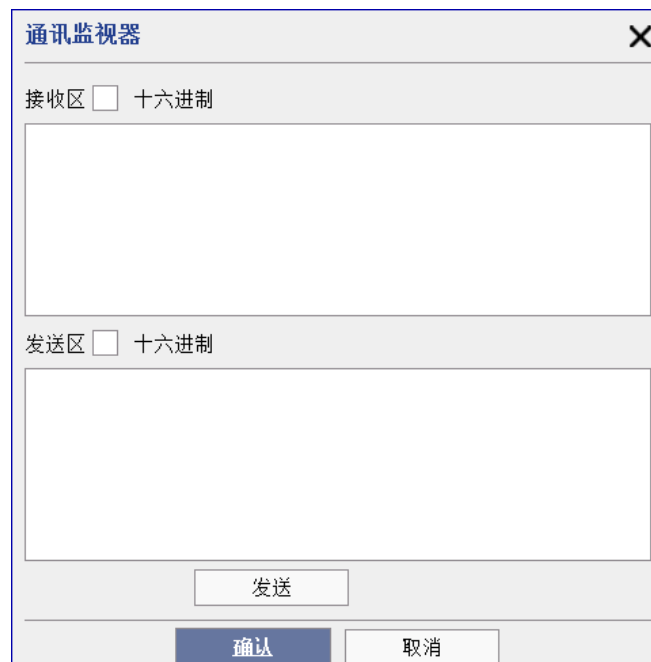 通讯监视器
接收区 十六进制
发送区 十六进制
发送
确认 取消